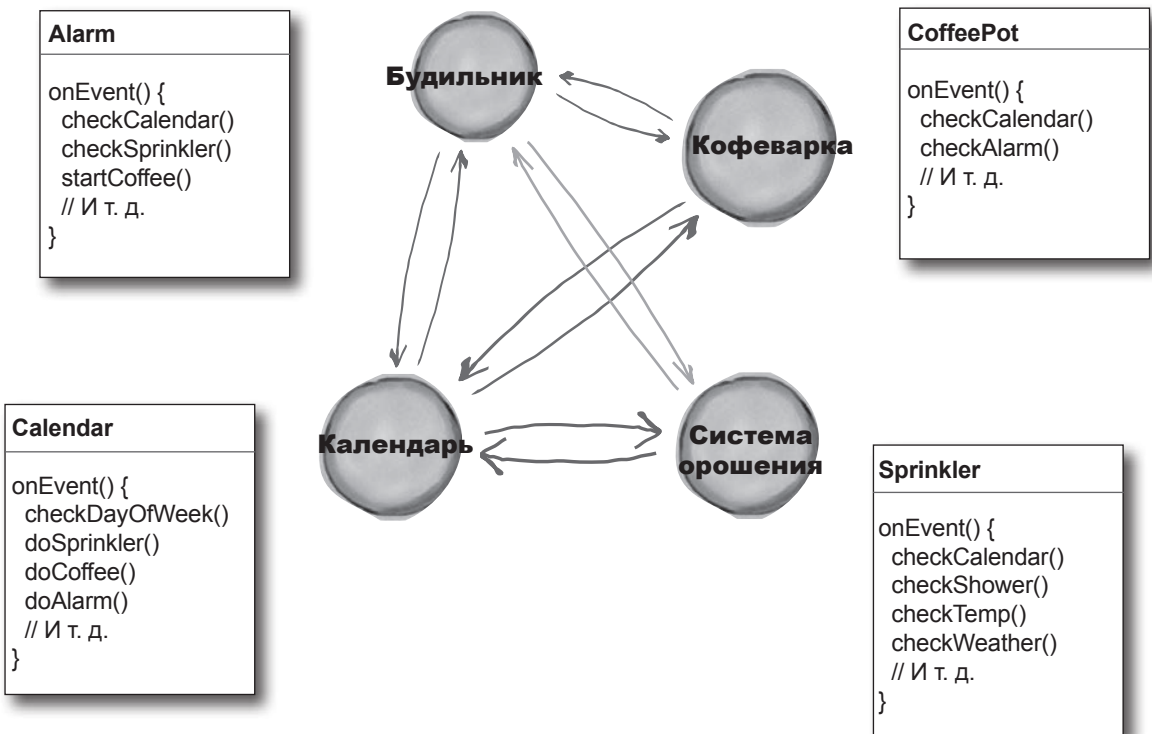 Alarm
onEvent() {
checkCalendar()
checkSprinkler()
startCoffee()
// И т. д.
}
Будильник
Кофеварка
CoffeePot
onEvent() {
checkCalendar()
checkAlarm()
// И т. д.
}
Calendar
onEvent() {
checkDayOfWeek()
doSprinkler()
doCoffee()
doAlarm()
// И т. д.
}
Календарь
Система
орошения
Sprinkler
onEvent() {
checkCalendar()
checkShower()
checkTemp()
checkWeather()
// И т. д.
}